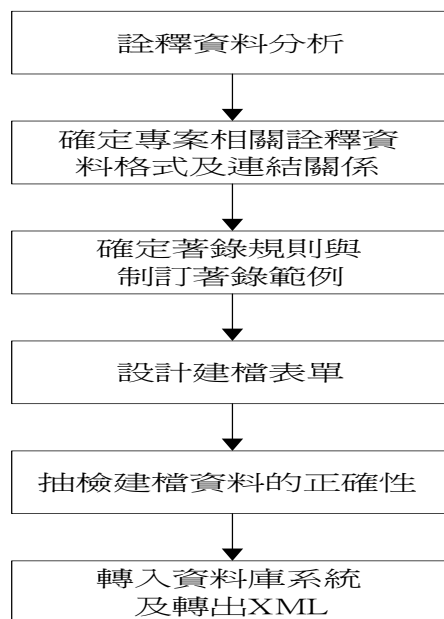 詮釋資料分析
確定專案相關詮釋資
料格式及連結關係
確定著錄規則與
制訂著錄範例
設計建檔表單
抽檢建檔資料的正確性
轉入資料庫系統
及轉出XML